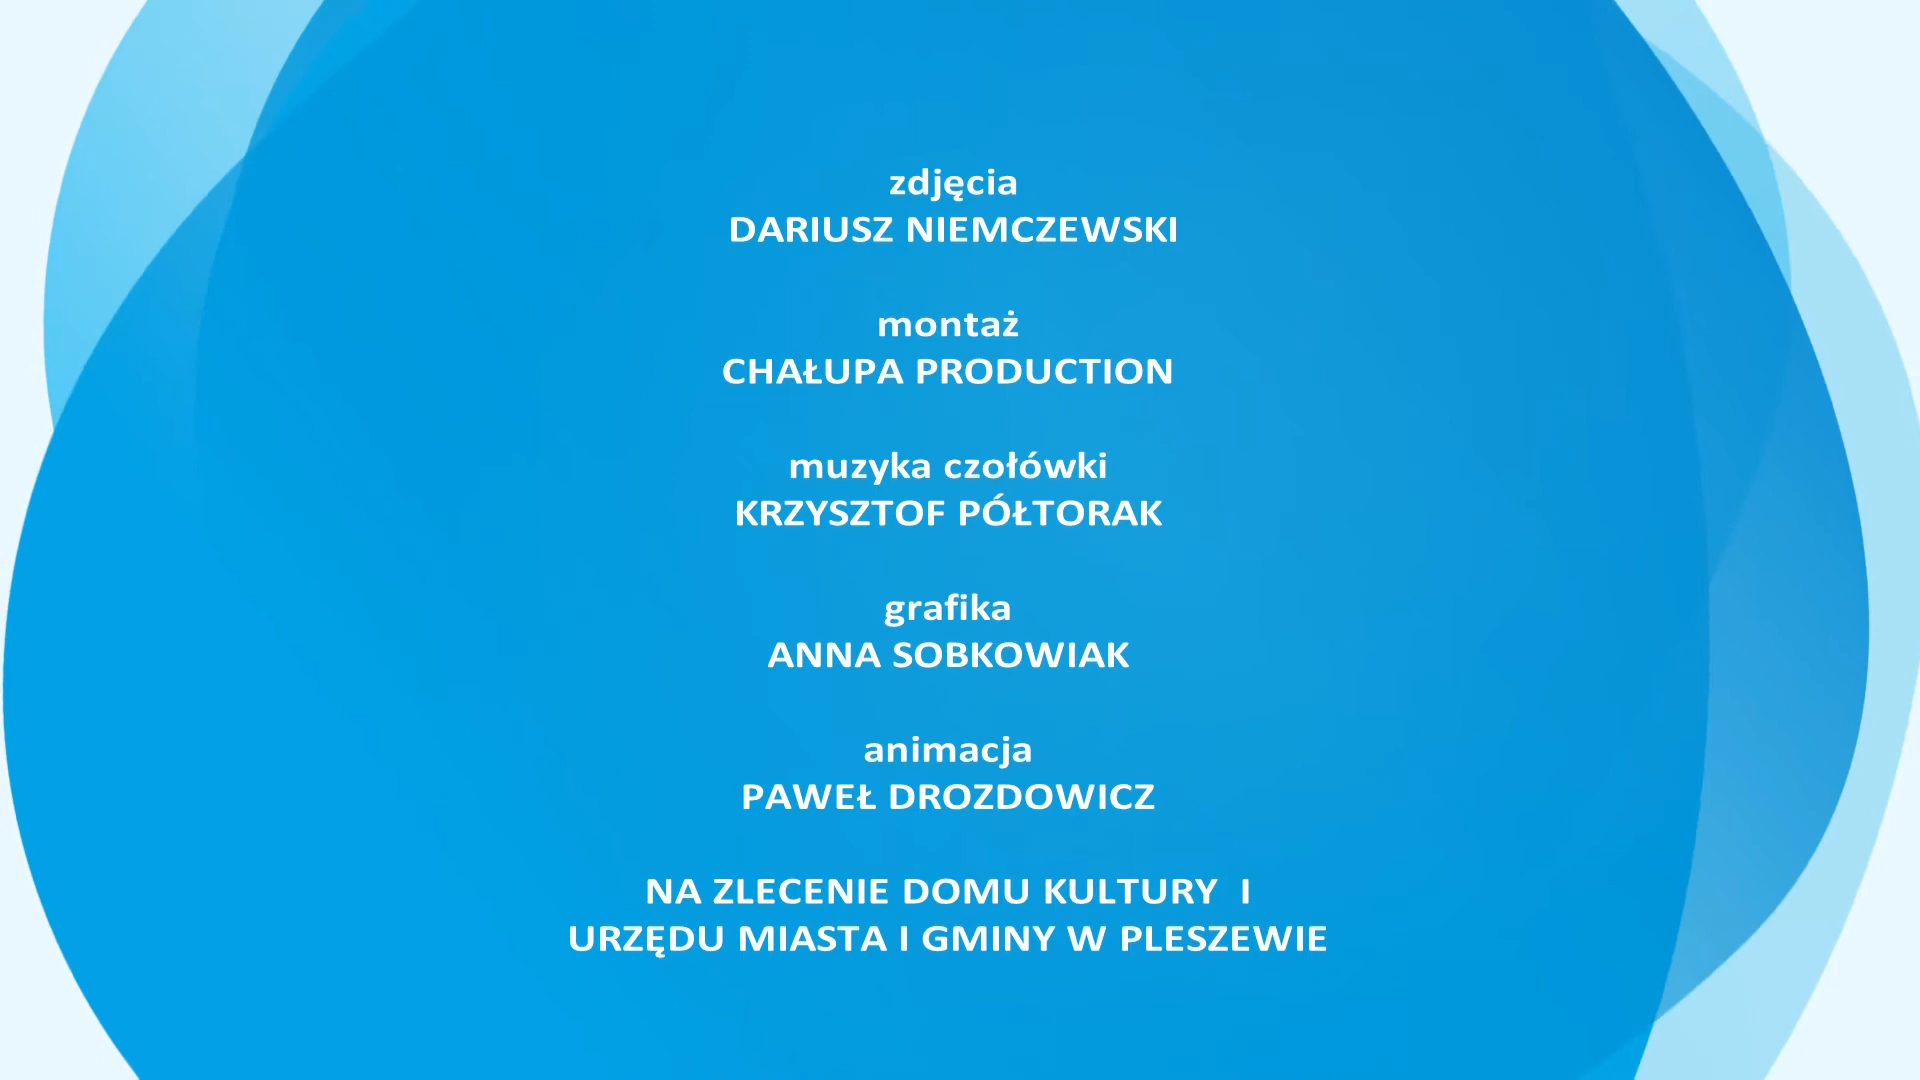 zdjęcia
DARIUSZ NIEMCZEWSKI
montaż
CHAŁUPA PRODUCTION
muzyka czołówki
KRZYSZTOF PÓŁTORAK
grafika
ANNA SOBKOWIAK
animacja
PAWEŁ DROZDOWICZ
NA ZLECENIE DOMU KULTURY I
URZĘDU MIASTA I GMINY W PLESZEWIE